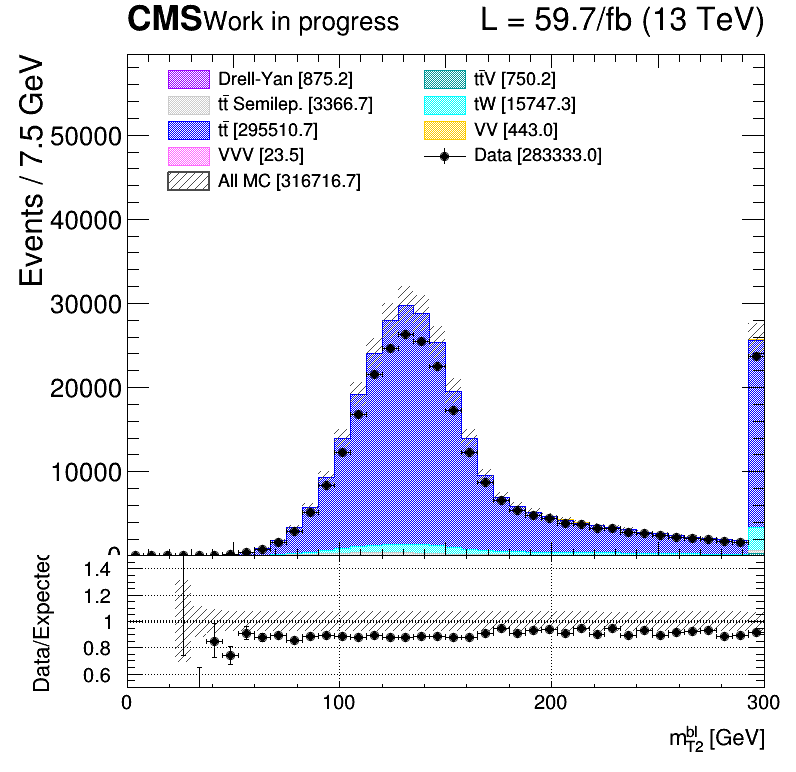 CMS Work in progress L = 59.7/fb (13 TeV)
Events / 7.5 GeV
Drell-Yan [875.2]
tt̄ Semilep. [3366.7]
tt̄ [295510.7]
VVV [23.5]
All MC [316716.7]
tt̄V [750.2]
tW [15747.3]
VV [443.0]
Data [283333.0]
50000
40000
30000
20000
10000
0
Data/Expected
1.4
1.2
1
0.8
0.6
0 100 200 300
m_{T2}^{bl} [GeV]